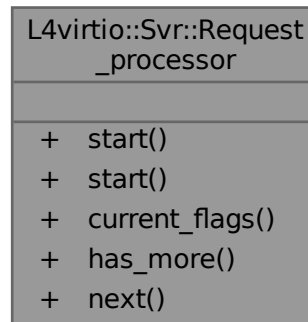 L4virtio::Svr::Request
_processor
+ start()
+ start()
+ current_flags()
+ has_more()
+ next()